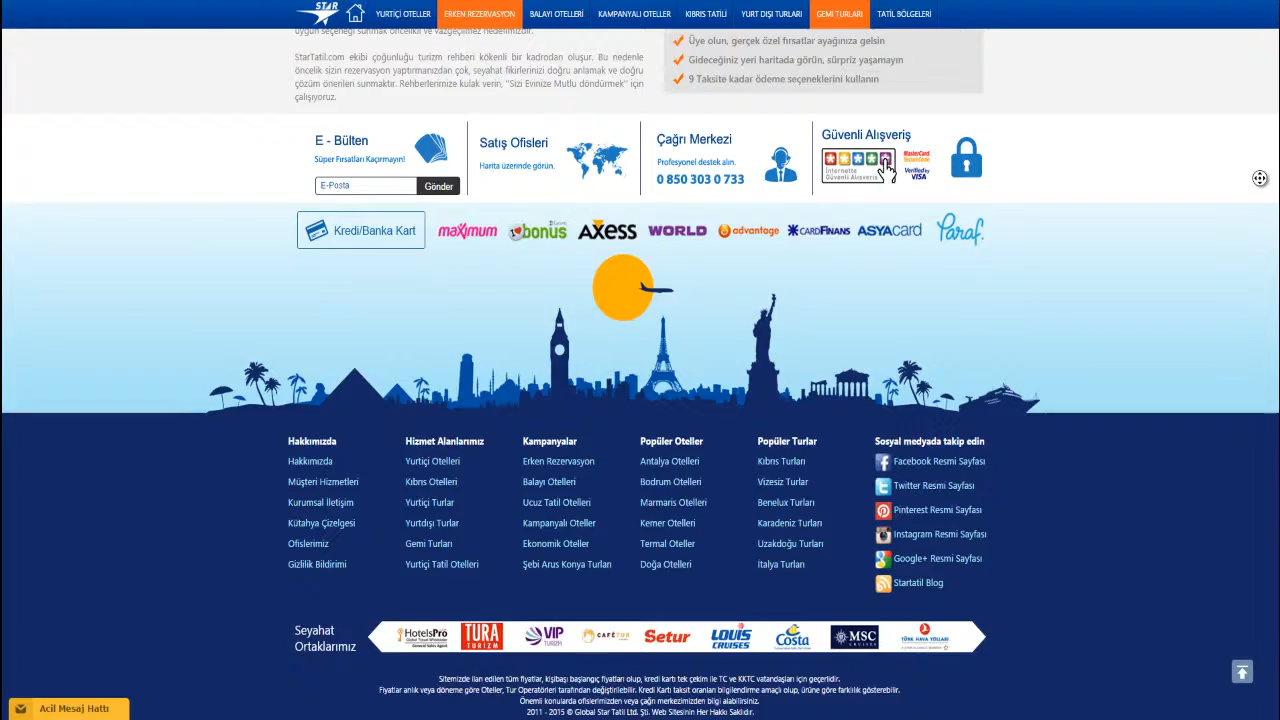 STAR
YURTİÇİ OTELLER
ERKEN REZERVASYON
BALAYI OTELLERİ
KAMPANYALI OTELLER
KIBRIS TATİLİ
YURT DIŞI TURLARI
GEMİ TURLARI
TATİL BÖLGELERİ
uygun seçeneği sunmak öncelikli ve vazgeçilmez hedefimizdir.
StarTatil.com ekibi çoğunluğu turizm rehberi kökenli bir kadrodan oluşur. Bu nedenle
öncelik sizin rezervasyon yaptırmanızdan çok, seyahat fikirlerinizi doğru anlamak ve doğru
çözüm önerileri sunmaktır. Rehberlerimize kulak verin, "Sizi Evinize Mutlu döndürmek" için
çalışıyoruz.
Üye olun, gerçek özel fırsatlar ayağınıza gelsin
Gideceğiniz yeri haritada görün, sürpriz yaşamayın
9 Taksite kadar ödeme seçeneklerini kullanın
E - Bülten
Süper Fırsatları Kaçırmayın!
E-Posta
Gönder
Satış Ofisleri
Harita üzerinde görün.
Çağrı Merkezi
Profesyonel destek alın.
0 850 303 0 733
Güvenli Alışveriş
İnternette
Güvenli Alışveriş
MasterCard
SecureCode
Verified by
VISA
Kredi/Banka Kart
maximum
bonus
AXess
WORLD
advantage
CARDFINANS
ASYAcard
Paraf
Hakkımızda
Hakkımızda
Müşteri Hizmetleri
Kurumsal İletişim
Kütahya Çizelgesi
Ofislerimiz
Gizlilik Bildirimi
Hizmet Alanlarımız
Yurtiçi Otelleri
Kıbrıs Otelleri
Yurtiçi Turlar
Yurtdışı Turlar
Gemi Turları
Yurtiçi Tatil Otelleri
Kampanyalar
Erken Rezervasyon
Balayı Otelleri
Ucuz Tatil Otelleri
Kampanyalı Oteller
Ekonomik Oteller
Şebi Arus Konya Turları
Popüler Oteller
Antalya Otelleri
Bodrum Otelleri
Marmaris Otelleri
Kemer Otelleri
Termal Oteller
Doğa Otelleri
Popüler Turlar
Kıbrıs Turları
Vizesiz Turlar
Benelux Turları
Karadeniz Turları
Uzakdoğu Turları
İtalya Turları
Sosyal medyada takip edin
Facebook Resmi Sayfası
Twitter Resmi Sayfası
Pinterest Resmi Sayfası
Instagram Resmi Sayfası
Google+ Resmi Sayfası
Startatil Blog
Seyahat
Ortaklarımız
HotelsPro
TURA
TURIZM
VIP
TURIZM
CAFETUR
Setur
LOUIS
CRUISES
Costa
MSC
CRUISES
TÜRK HAVA YOLLARI
Sitemizde ilan edilen tüm fiyatlar, kişibaşı başlangıç fiyatları olup, kredi kartı tek çekim ile TC ve KKTC vatandaşları için geçerlidir.
Fiyatlar anlık veya döneme göre Oteller, Tur Operatörleri tarafından değiştirilebilir. Kredi Kartı taksit oranları bilgilendirme amaçlı olup, ürüne göre farklılık gösterebilir.
Önemli konularda ofislerimizden veya çağrı merkezimizden bilgi alabilirsiniz.
2011 - 2015 © Global Star Tatil Ltd. Şti. Web Sitesinin Her Hakkı Saklıdır.
Acil Mesaj Hattı